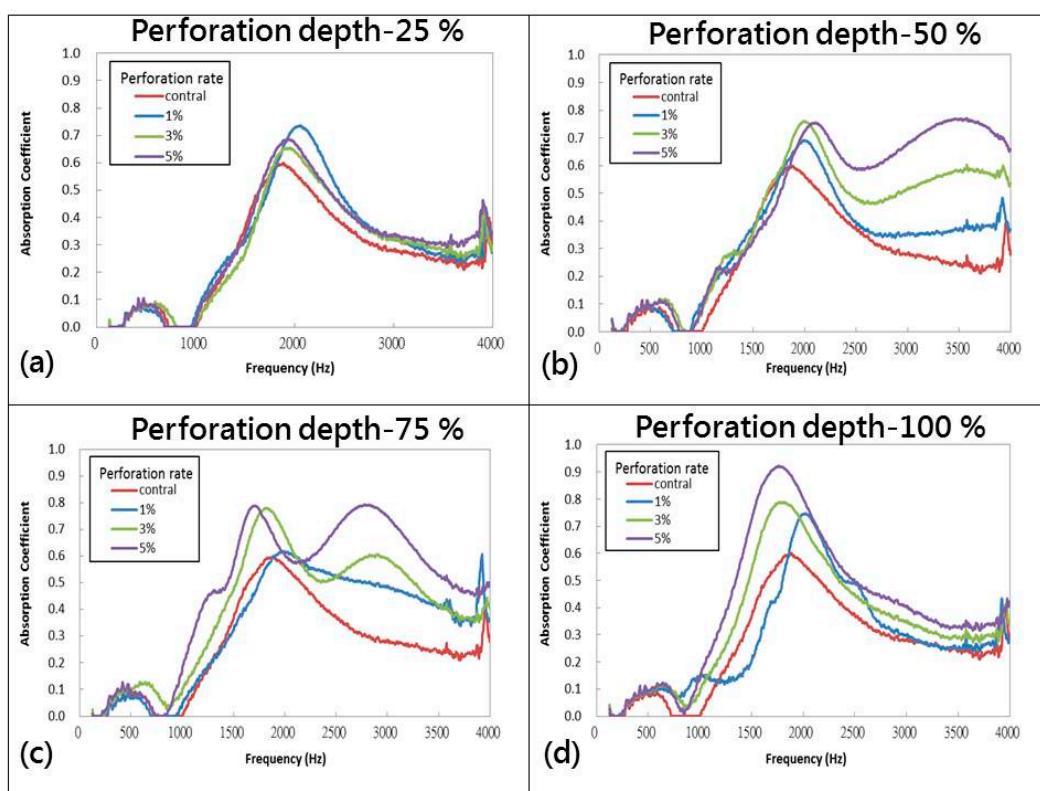 Perforation depth-25 %
Perforation rate
contral
1%
3%
5%
1.0
0.9
0.8
0.7
0.6
0.5
0.4
0.3
0.2
0.1
0.0
Absorption Coefficient
0 1000 2000 3000 4000
Frequency (Hz)
(a)
Perforation depth-50 %
Perforation rate
contral
1%
3%
5%
1.0
0.9
0.8
0.7
0.6
0.5
0.4
0.3
0.2
0.1
0.0
Absorption Coefficient
0 500 1000 1500 2000 2500 3000 3500 4000
Frequency (Hz)
(b)
Perforation depth-75 %
Perforation rate
contral
1%
3%
5%
1.0
0.9
0.8
0.7
0.6
0.5
0.4
0.3
0.2
0.1
0.0
Absorption Coefficient
0 500 1000 1500 2000 2500 3000 3500 4000
Frequency (Hz)
(c)
Perforation depth-100 %
Perforation rate
contral
1%
3%
5%
1.0
0.9
0.8
0.7
0.6
0.5
0.4
0.3
0.2
0.1
0.0
Absorption Coefficient
0 500 1000 1500 2000 2500 3000 3500 4000
Frequency (Hz)
(d)